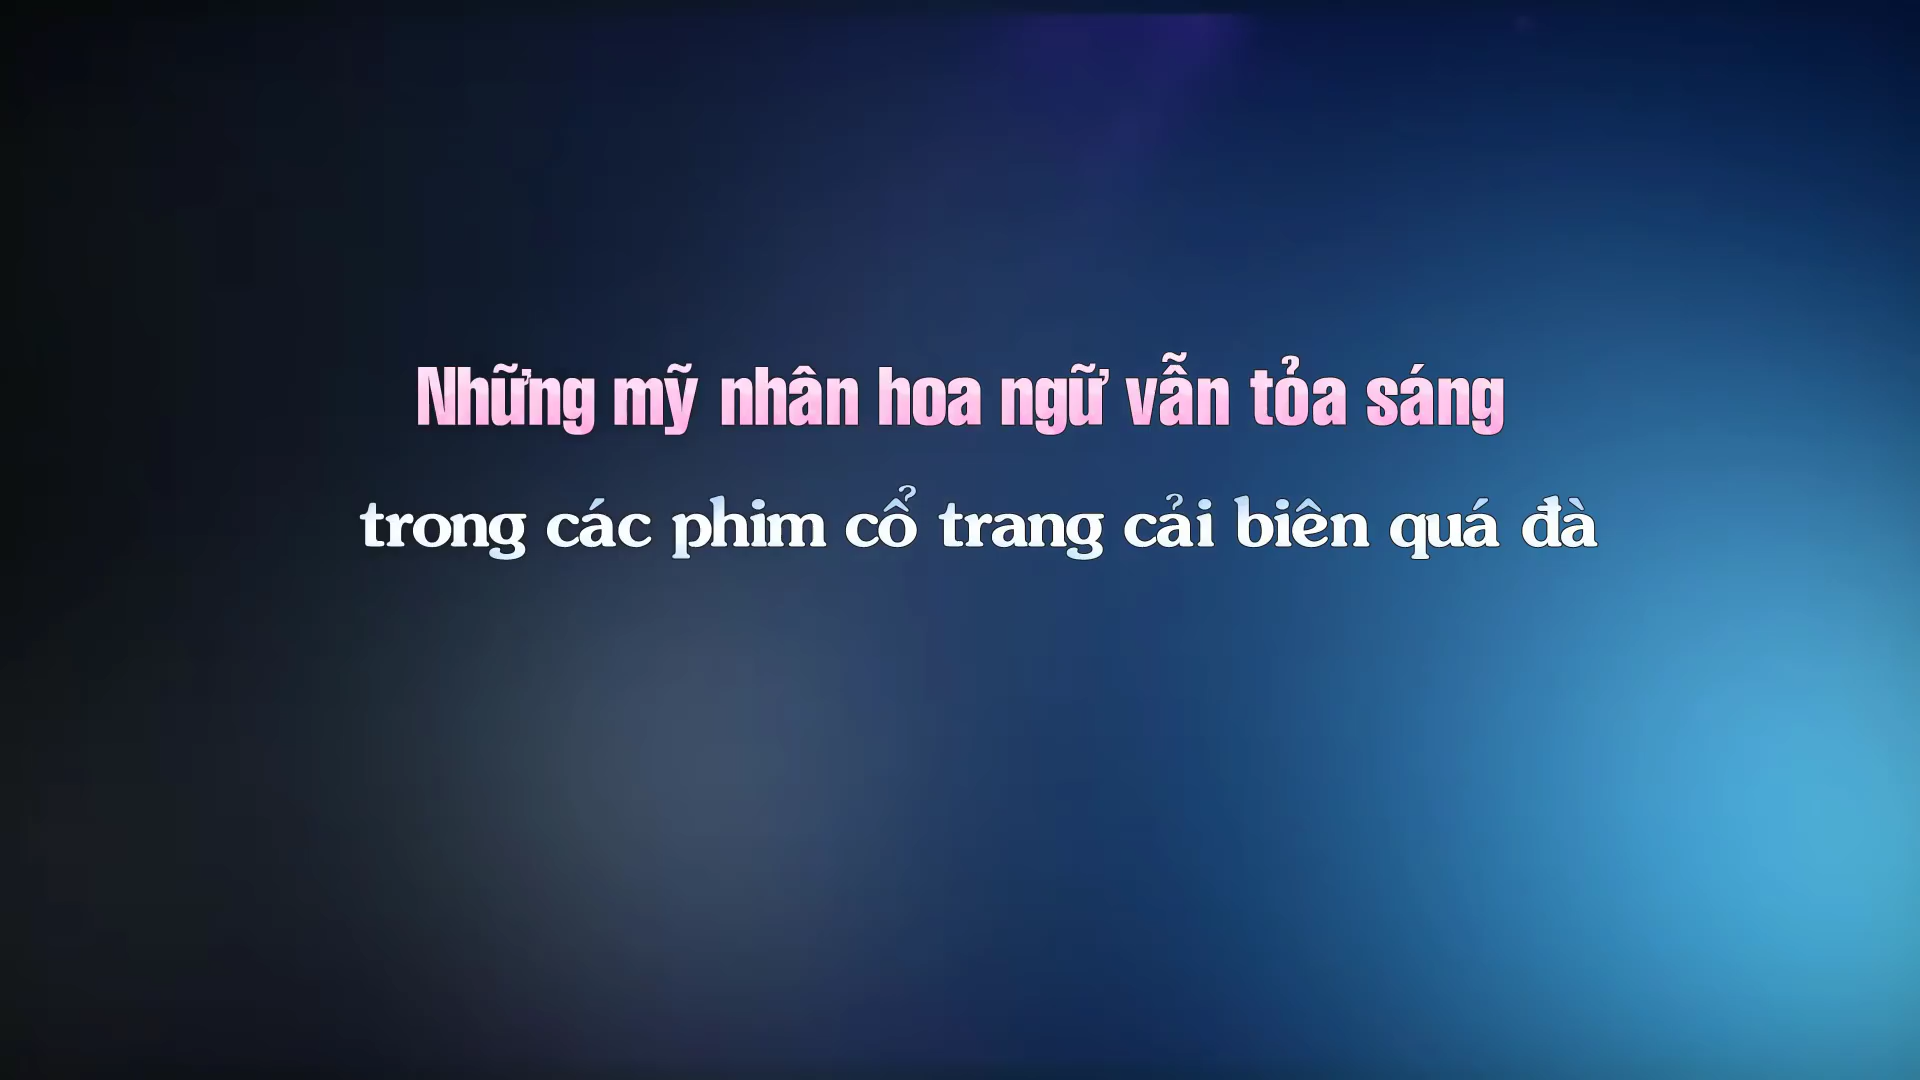 Những mỹ nhân hoa ngữ vẫn tỏa sáng
trong các phim cổ trang cải biên quá đà